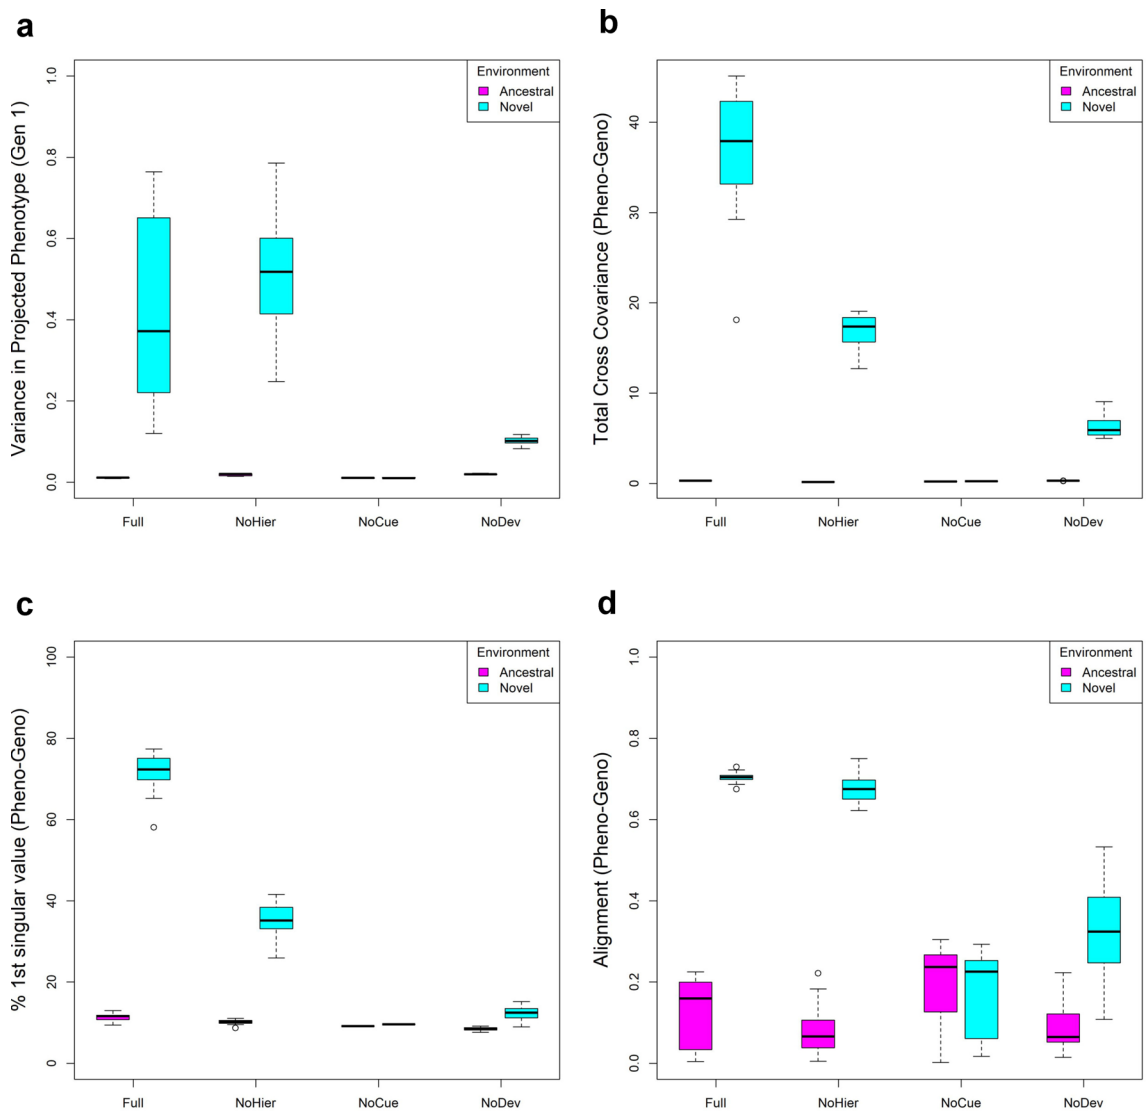 a
Variance in Projected Phenotype (Gen 1)
1.0
0.8
0.6
0.4
0.2
0.0
Environment
Ancestral
Novel
Full
NoHier
NoCue
NoDev
b
Total Cross Covariance (Pheno-Geno)
40
30
20
10
0
Environment
Ancestral
Novel
Full
NoHier
NoCue
NoDev
c
% 1st singular value (Pheno-Geno)
100
80
60
40
20
0
Environment
Ancestral
Novel
Full
NoHier
NoCue
NoDev
d
Alignment (Pheno-Geno)
1.0
0.8
0.6
0.4
0.2
0.0
Environment
Ancestral
Novel
Full
NoHier
NoCue
NoDev